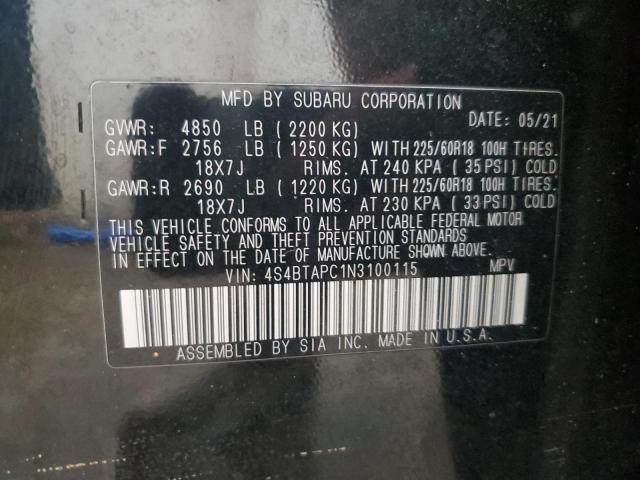 MFD BY SUBARU CORPORATION
DATE: 05/21
GVWR: 4850 LB (2200 KG)
GAWR:F 2756 LB (1250 KG) WITH 225/60R18 100H TIRES.
18X7J RIMS. AT 240 KPA (35 PSI) COLD
GAWR:R 2690 LB (1220 KG) WITH 225/60R18 100H TIRES.
18X7J RIMS. AT 230 KPA (33 PSI) COLD
THIS VEHICLE CONFORMS TO ALL APPLICABLE FEDERAL MOTOR
VEHICLE SAFETY AND THEFT PREVENTION STANDARDS
IN EFFECT ON THE DATE OF MANUFACTURE SHOWN ABOVE.
VIN: 4S4BTAPC1N3100115 MPV
ASSEMBLED BY SIA INC. MADE IN U.S.A.